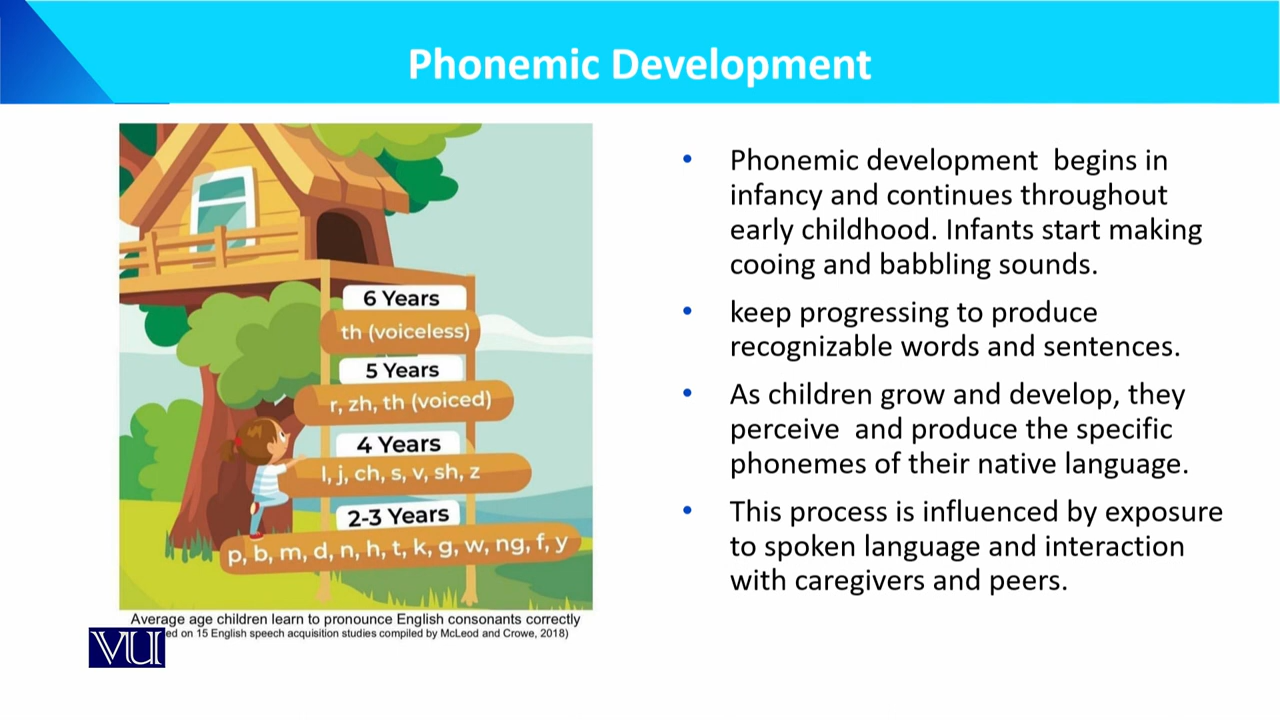 Phonemic Development
6 Years
th (voiceless)
5 Years
r, zh, th (voiced)
4 Years
l, j, ch, s, v, sh, z
2-3 Years
p, b, m, d, n, h, t, k, g, w, ng, f, y
Average age children learn to pronounce English consonants correctly
on 15 English speech acquisition studies compiled by McLeod and Crowe, 2018)
VU
• Phonemic development begins in
infancy and continues throughout
early childhood. Infants start making
cooing and babbling sounds.
• keep progressing to produce
recognizable words and sentences.
• As children grow and develop, they
perceive and produce the specific
phonemes of their native language.
• This process is influenced by exposure
to spoken language and interaction
with caregivers and peers.